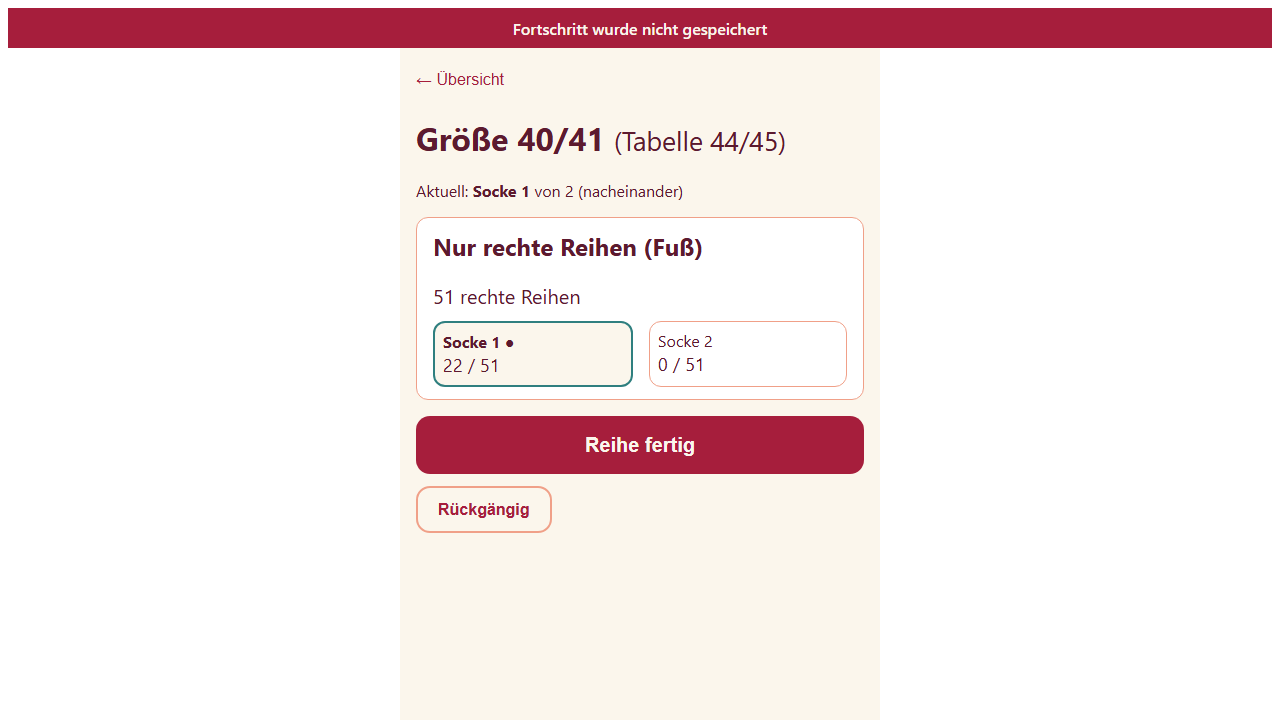 Fortschritt wurde nicht gespeichert
← Übersicht
Größe 40/41 (Tabelle 44/45)
Aktuell: Socke 1 von 2 (nacheinander)
Nur rechte Reihen (Fuß)
51 rechte Reihen
Socke 1 ●
22 / 51
Socke 2
0 / 51
Reihe fertig
Rückgängig